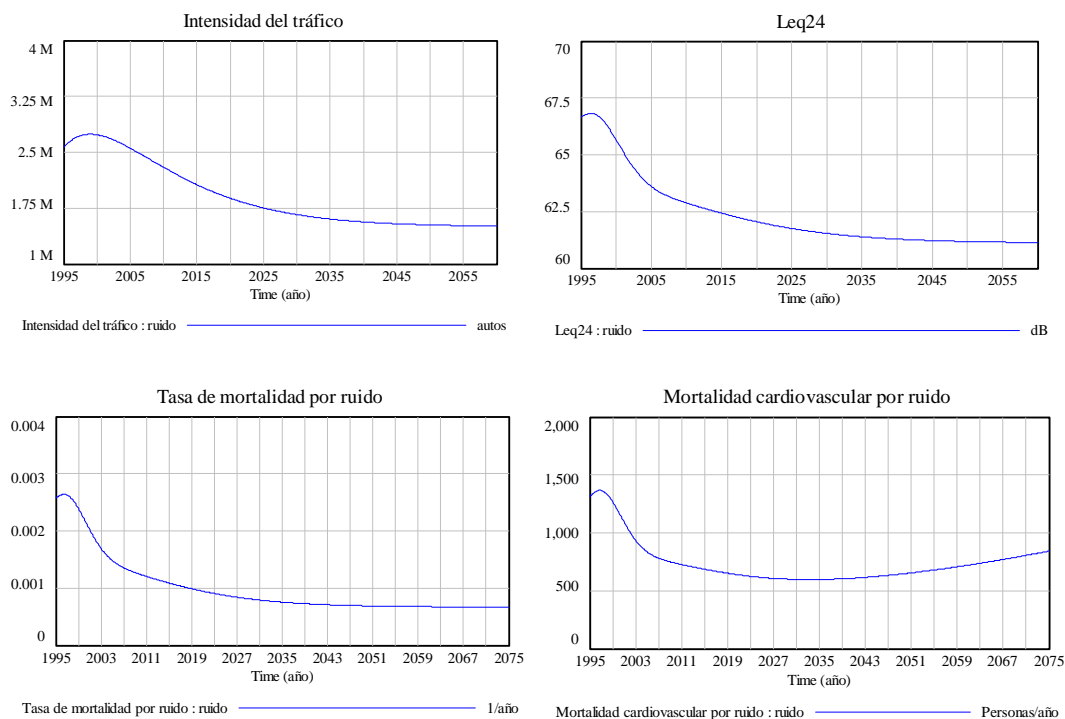 Intensidad del tráfico
4 M
3.25 M
2.5 M
1.75 M
1 M
1995 2005 2015 2025 2035 2045 2055
Time (año)
Intensidad del tráfico : ruido autos
Leq24
70
67.5
65
62.5
60
1995 2005 2015 2025 2035 2045 2055
Time (año)
Leq24 : ruido dB
Tasa de mortalidad por ruido
0.004
0.003
0.002
0.001
0
1995 2003 2011 2019 2027 2035 2043 2051 2059 2067 2075
Time (año)
Tasa de mortalidad por ruido : ruido 1/año
Mortalidad cardiovascular por ruido
2,000
1,500
1,000
500
0
1995 2003 2011 2019 2027 2035 2043 2051 2059 2067 2075
Time (año)
Mortalidad cardiovascular por ruido : ruido Personas/año